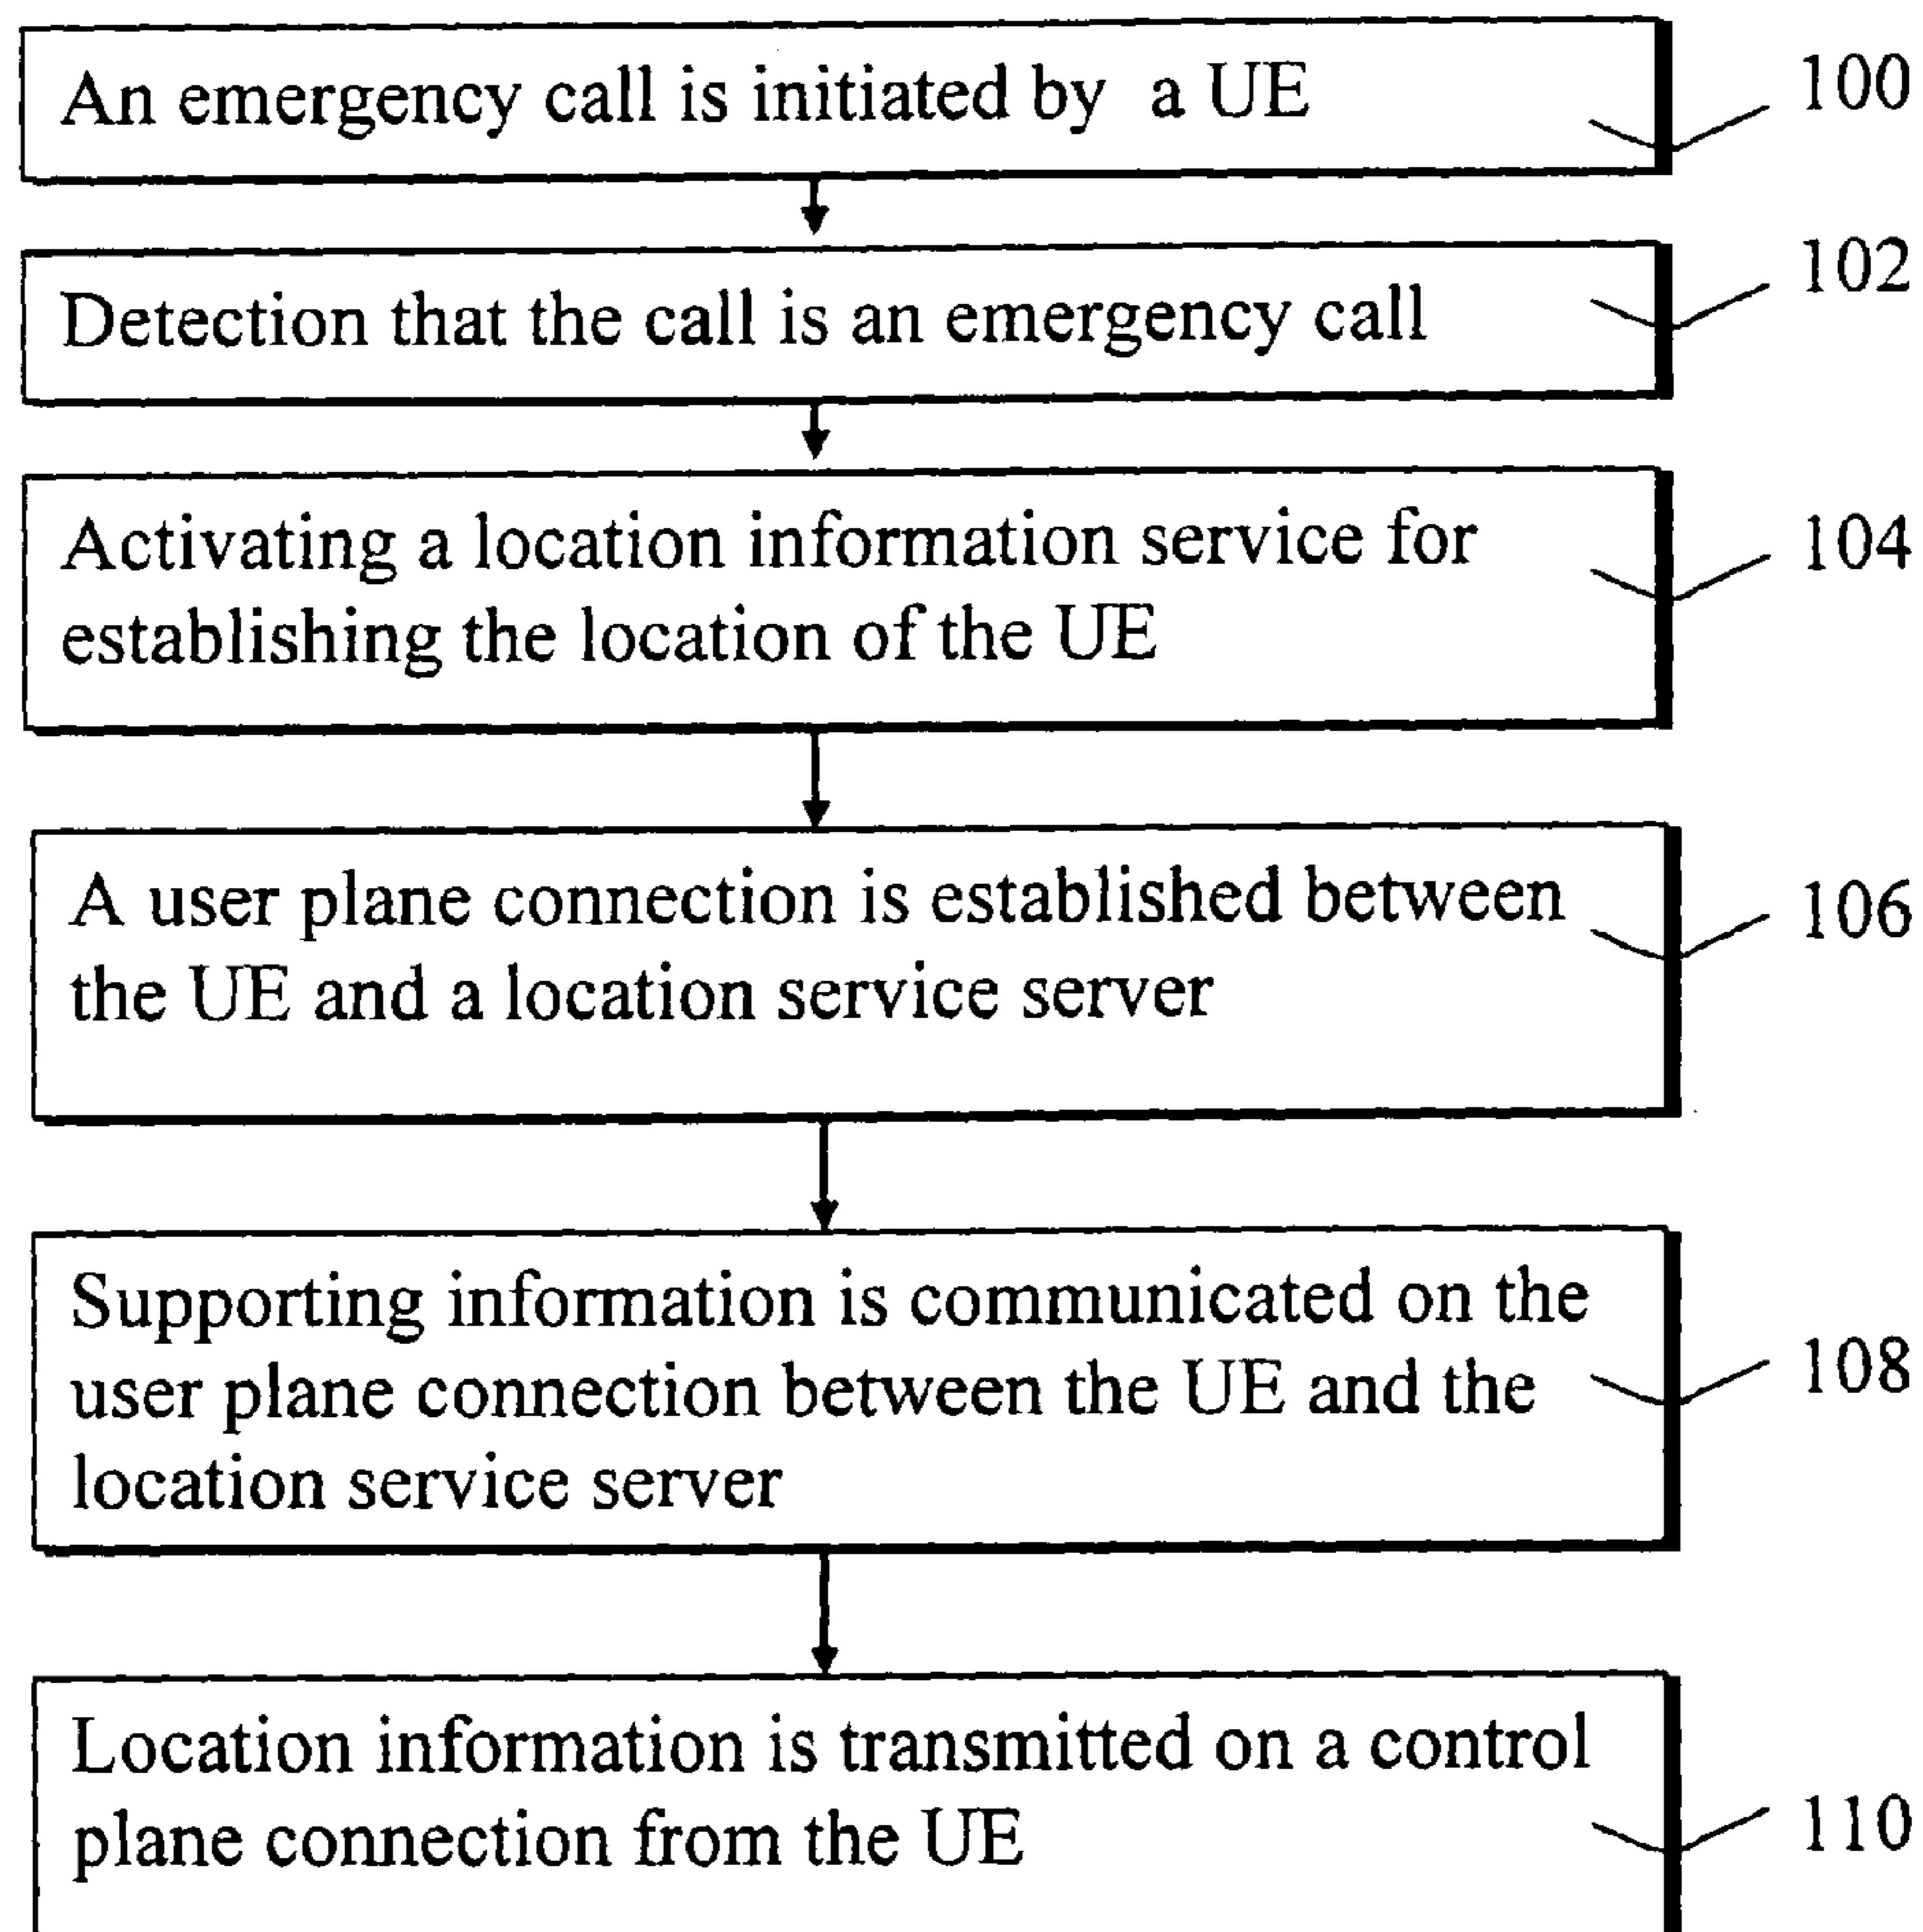 An emergency call is initiated by a UE
100
Detection that the call is an emergency call
102
Activating a location information service for
establishing the location of the UE
104
A user plane connection is established between
the UE and a location service server
106
Supporting information is communicated on the
user plane connection between the UE and the
location service server
108
Location information is transmitted on a control
plane connection from the UE
110